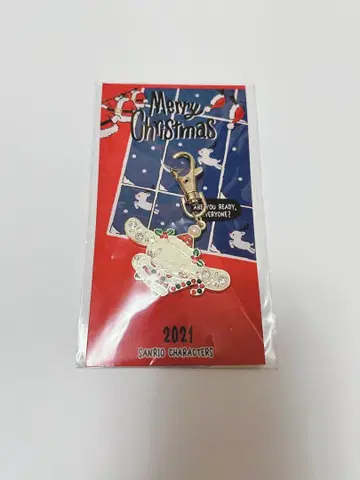 Merry
Christmas
ARE YOU READY,
EVERYONE?
2021
SANRIO CHARACTERS